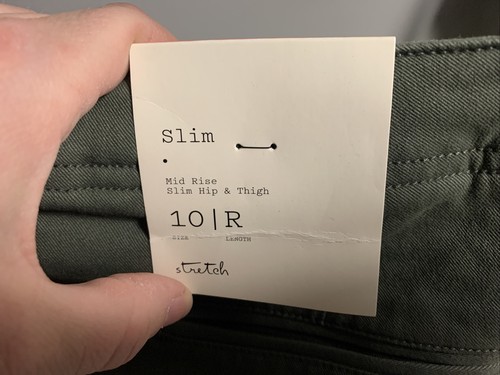 Slim
Mid Rise
Slim Hip & Thigh
10|R
SIZE LENGTH
stretch